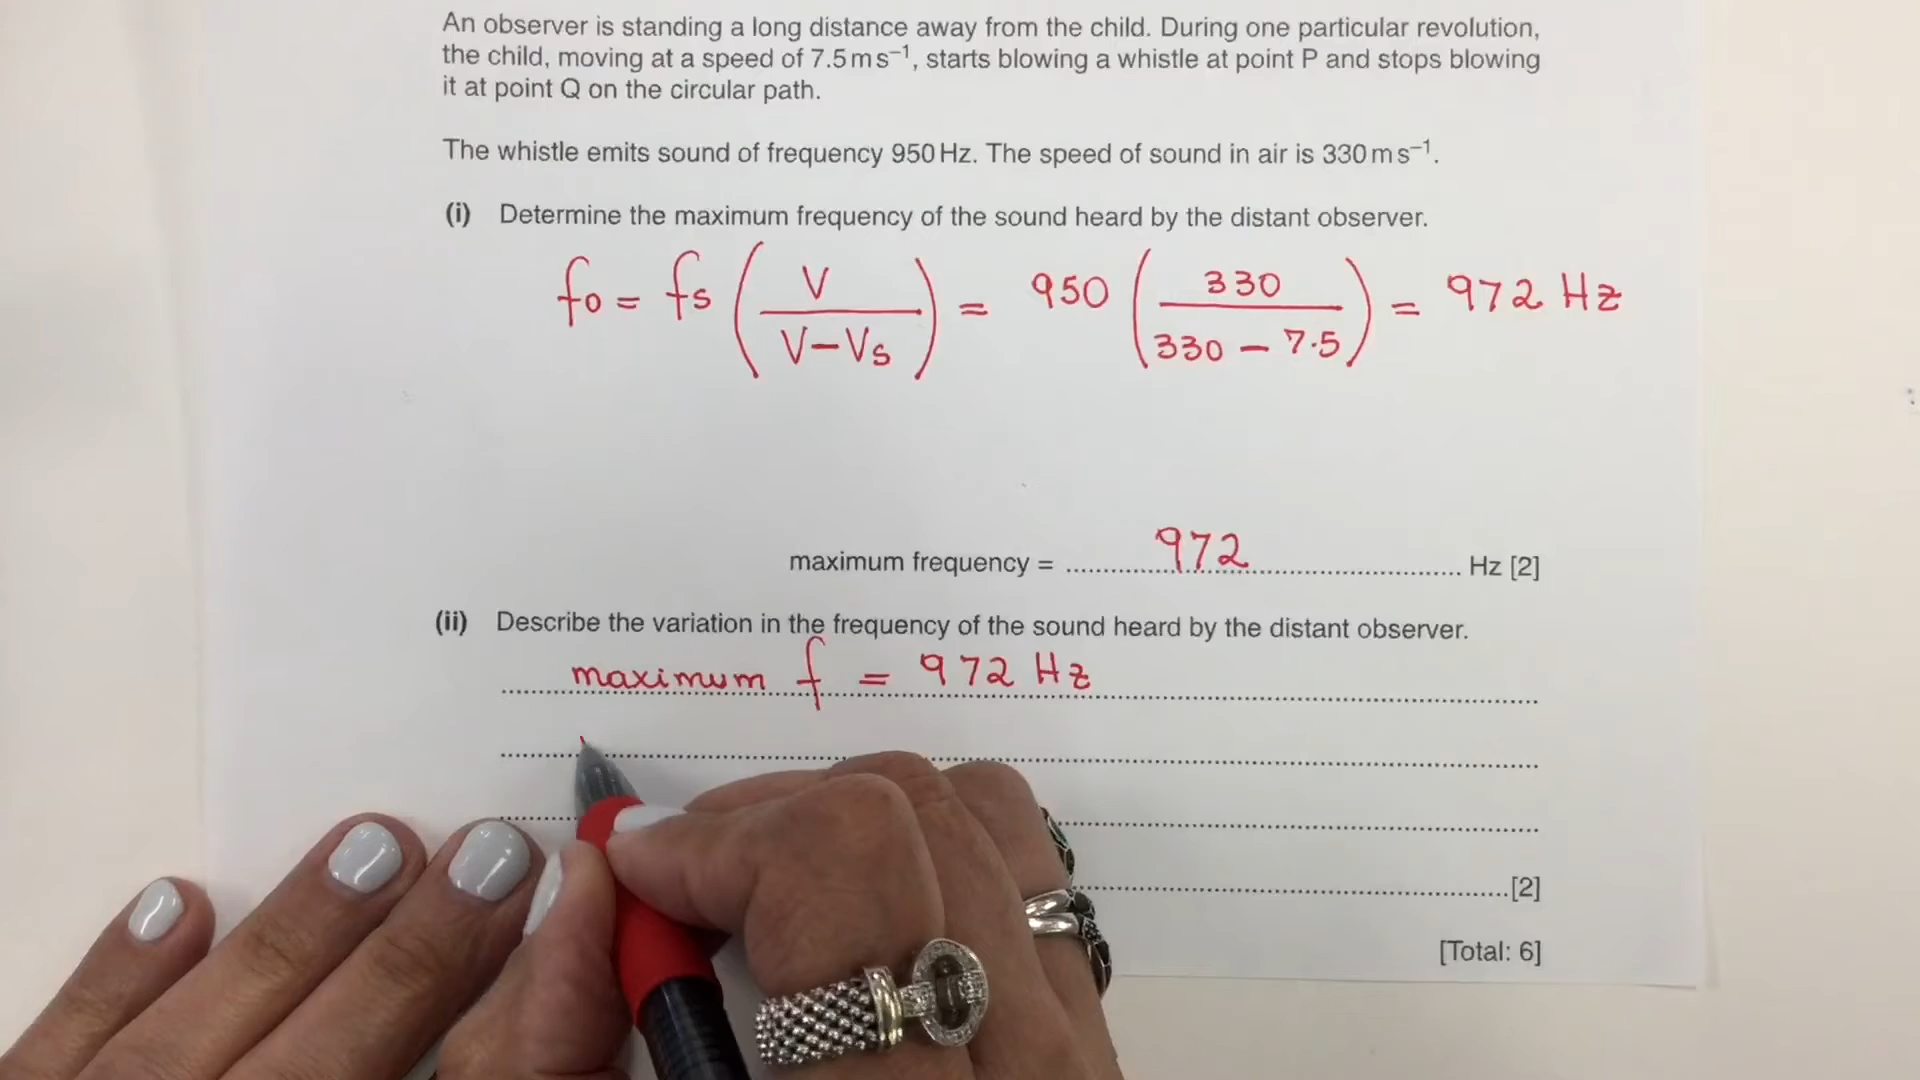 An observer is standing a long distance away from the child. During one particular revolution,
the child, moving at a speed of 7.5 m s⁻¹, starts blowing a whistle at point P and stops blowing
it at point Q on the circular path.
The whistle emits sound of frequency 950 Hz. The speed of sound in air is 330 m s⁻¹.
(i) Determine the maximum frequency of the sound heard by the distant observer.
fo = fs (V / V − Vs) = 950 (330 / 330 − 7.5) = 972 Hz
maximum frequency = ..... 972 ..... Hz [2]
(ii) Describe the variation in the frequency of the sound heard by the distant observer.
maximum f = 972 Hz
[2]
[Total: 6]